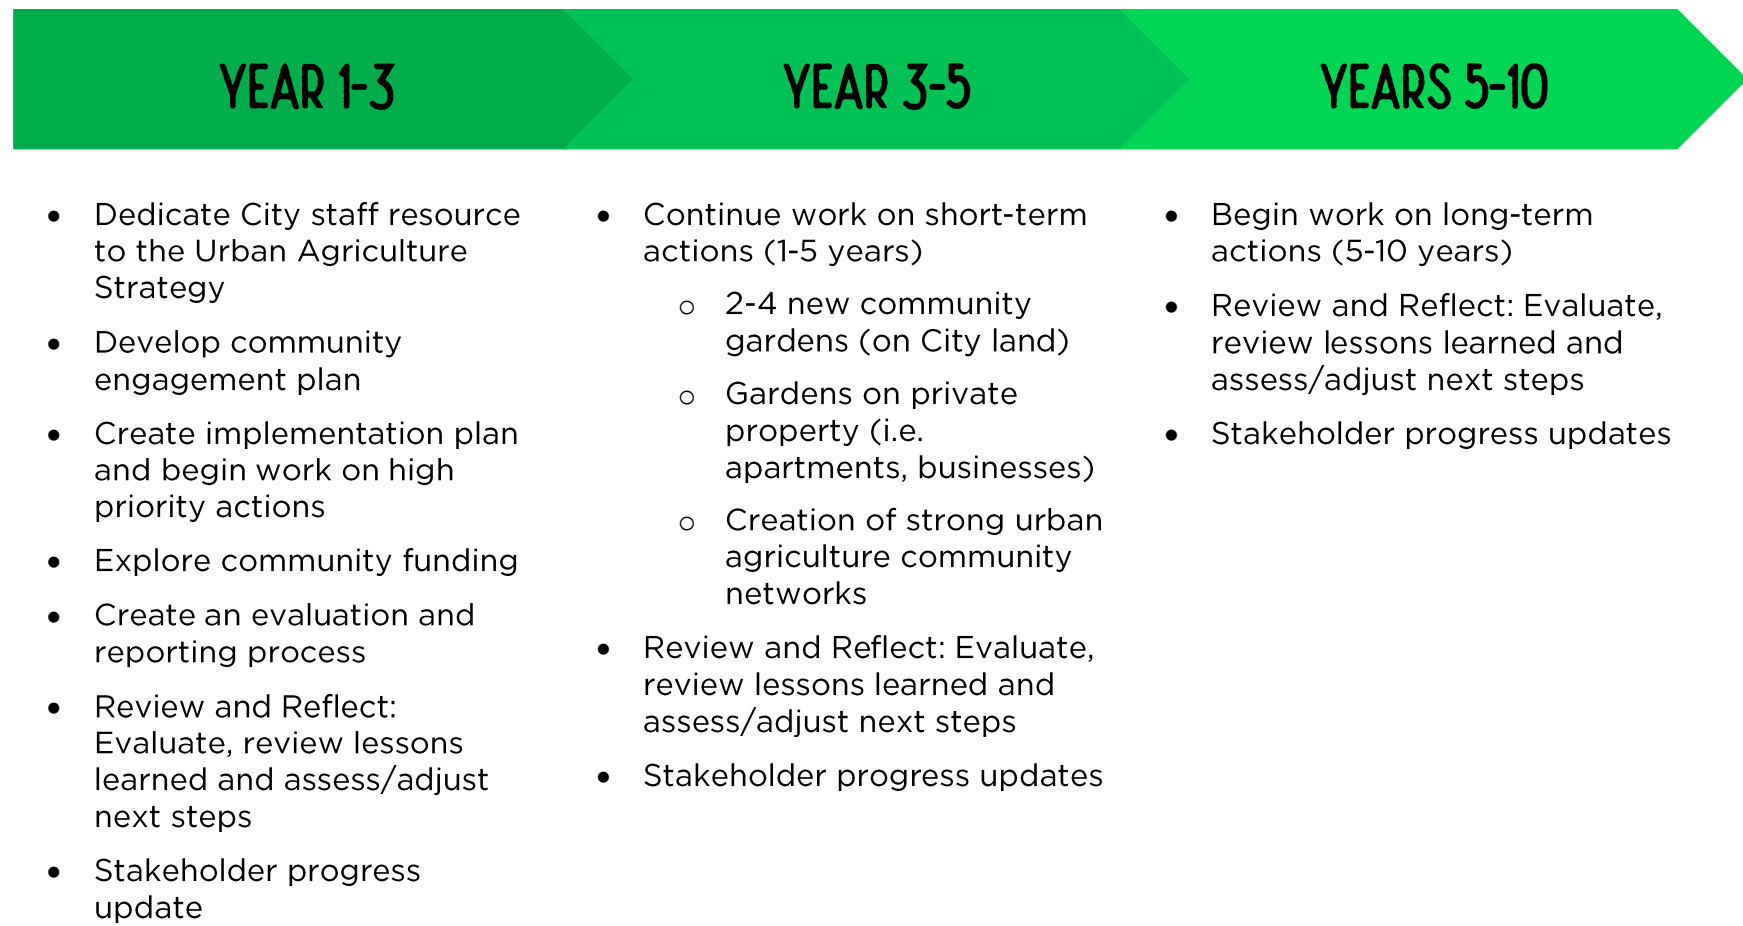 YEAR 1-3
YEAR 3-5
YEARS 5-10
• Dedicate City staff resource
to the Urban Agriculture
Strategy
• Develop community
engagement plan
• Create implementation plan
and begin work on high
priority actions
• Explore community funding
• Create an evaluation and
reporting process
• Review and Reflect:
Evaluate, review lessons
learned and assess/adjust
next steps
• Stakeholder progress
update
• Continue work on short-term
actions (1-5 years)
o 2-4 new community
gardens (on City land)
o Gardens on private
property (i.e.
apartments, businesses)
o Creation of strong urban
agriculture community
networks
• Review and Reflect: Evaluate,
review lessons learned and
assess/adjust next steps
• Stakeholder progress updates
• Begin work on long-term
actions (5-10 years)
• Review and Reflect: Evaluate,
review lessons learned and
assess/adjust next steps
• Stakeholder progress updates